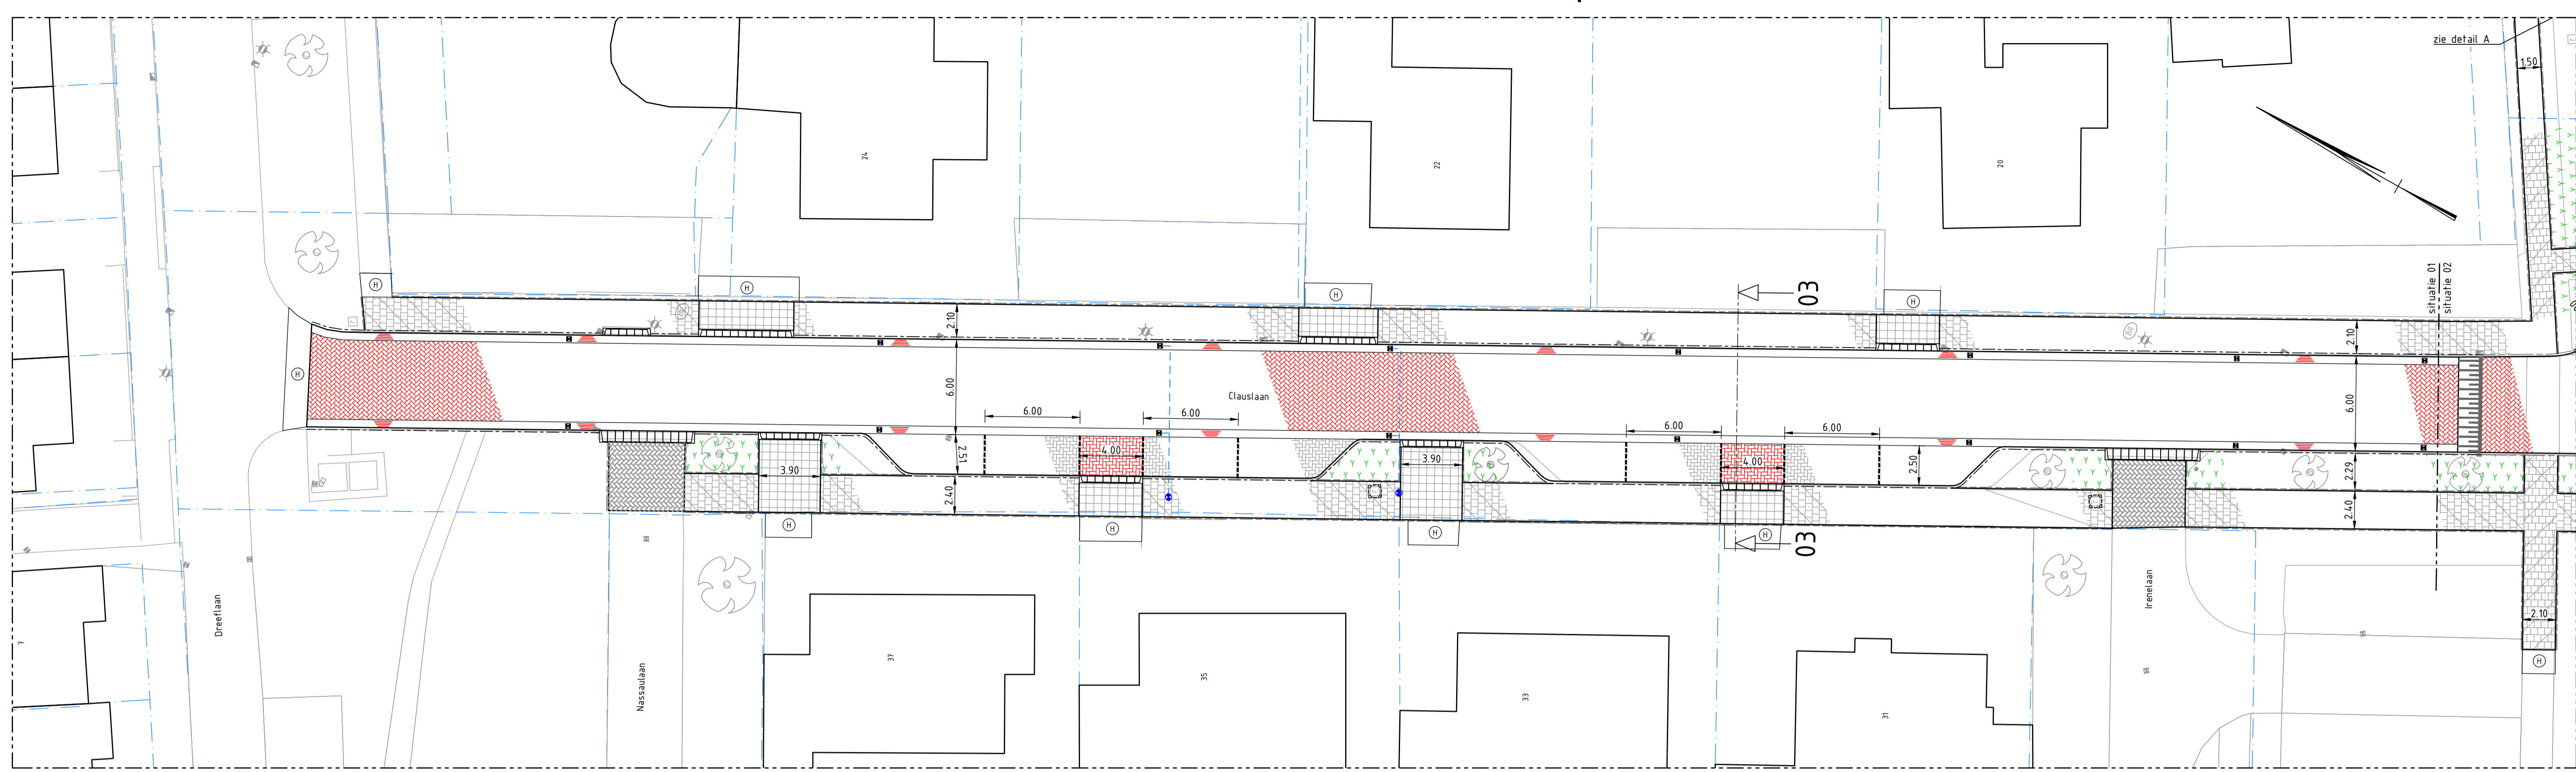 zie detail A
1.50
24
22
20
situatie 01
situatie 02
03
H
H
H
H
2.10
2.10
BB
H
6.00
Clauslaan
6.00
6.00
6.00
6.00
6.00
4.00
4.00
3.90
3.90
2.51
2.50
2.29
2.40
2.40
H
H
H
H
03
Dreeflaan
Nassaulaan
Irenelaan
2.10
H
7
37
35
33
31